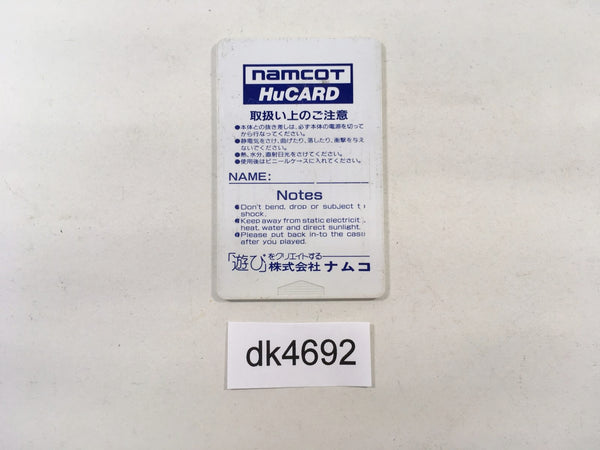 namcoT
HuCARD
取扱い上のご注意
●本体との抜き差しは、必ず本体の電源を切って
から行なってください。
●静電気をさけ、曲げたり、落したり、衝撃を与え
ないでください。
●熱、水分、直射日光をさけてください。
●使用後はビニールケースに入れてください。
NAME:
Notes
●Don't bend, drop or subject t
shock.
●Keep away from static electricit,
heat, water and direct sunlight.
●Please put back in-to the case
after you played.
「遊び」をクリエイトする
株式会社 ナムコ
dk4692